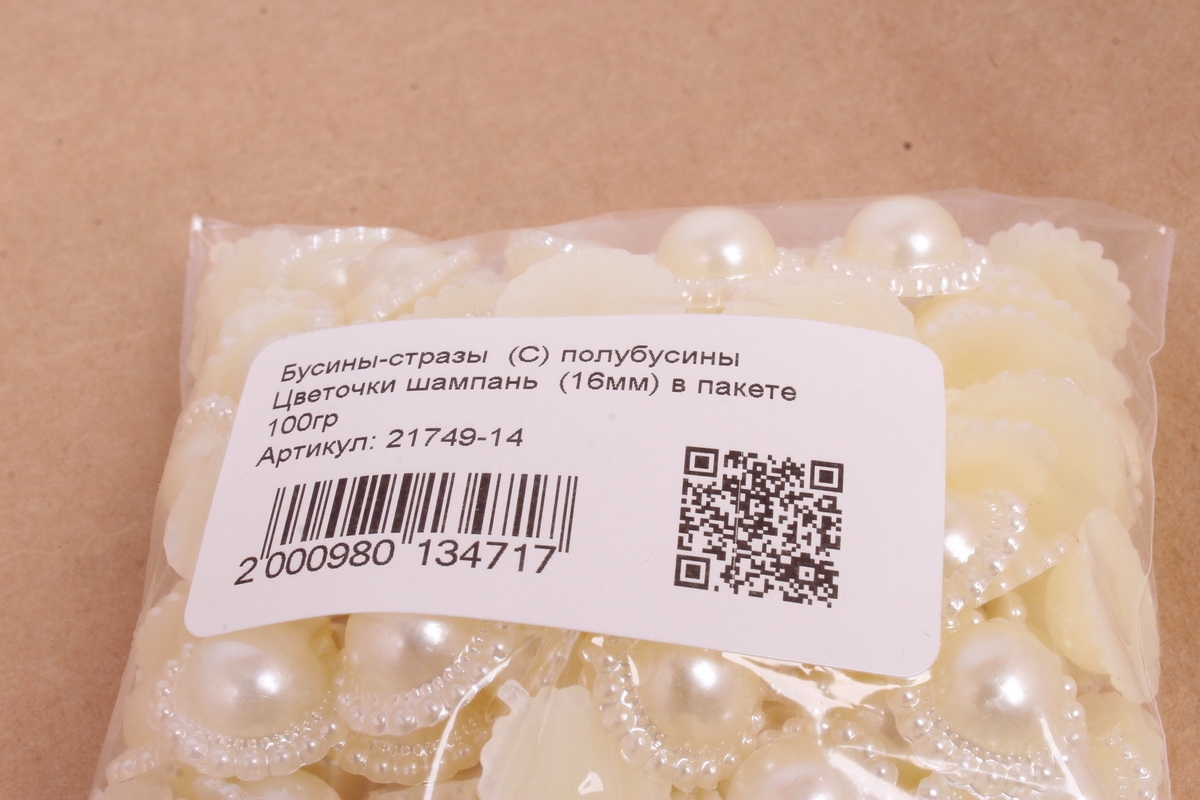 Бусины-стразы (С) полубусины
Цветочки шампань (16мм) в пакете
100гр
Артикул: 21749-14
2 000980 134717